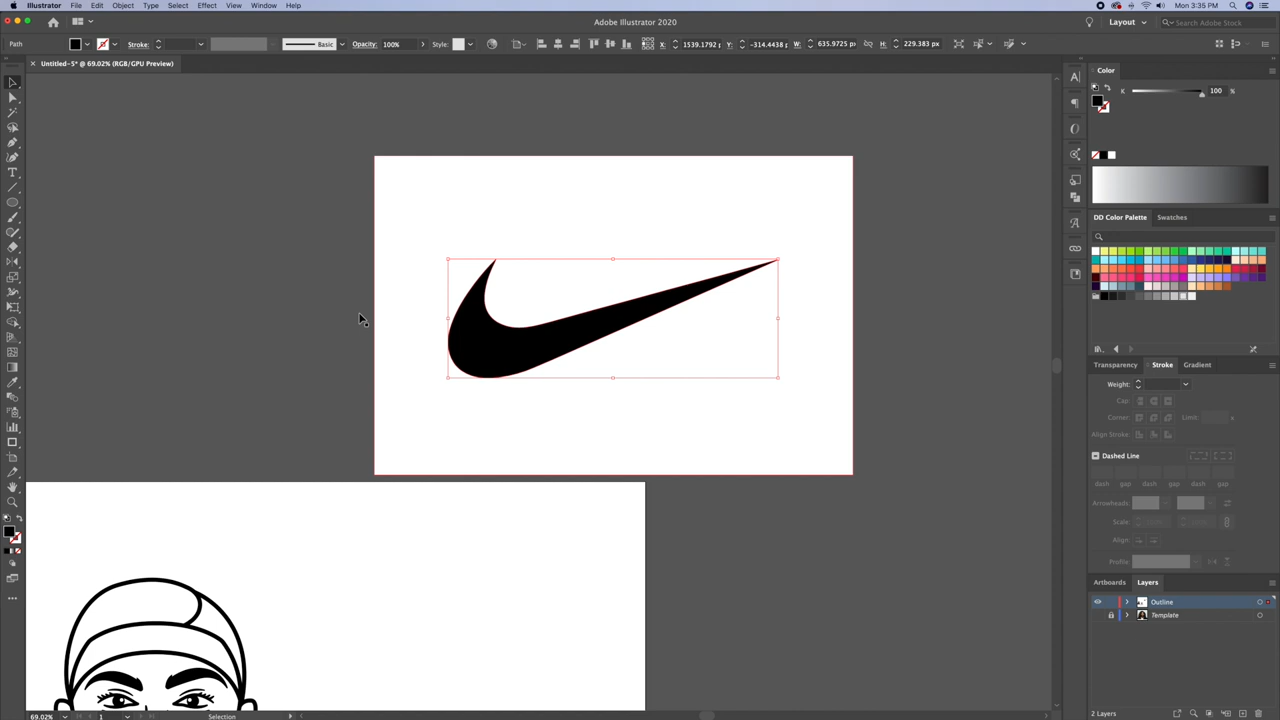 Illustrator File Edit Object Type Select Effect View Window Help Mon 3:35 PM
Adobe Illustrator 2020 Layout Search Adobe Stock
Path Stroke: Basic Opacity: 100% Style: X: 1539.1792 p Y: -314.4438 p W: 635.9725 px H: 229.383 px
Untitled-5* @ 69.02% (RGB/GPU Preview)
Color
K 100 %
DD Color Palette Swatches
Transparency Stroke Gradient
Weight:
Cap:
Corner: Limit: x
Align Stroke:
Dashed Line
dash gap dash gap dash gap
Arrowheads:
Scale:
Align:
Profile:
Artboards Layers
Outline
Template
69.02% 1 Selection 2 Layers